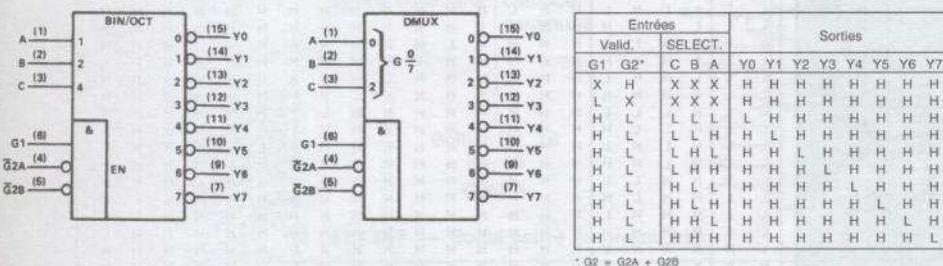 BIN/OCT
A (1) 1
B (2) 2
C (3) 4
G1 (6) &
G̅2A (4) EN
G̅2B (5)
0 (15) Y0
1 (14) Y1
2 (13) Y2
3 (12) Y3
4 (11) Y4
5 (10) Y5
6 (9) Y6
7 (7) Y7
DMUX
A (1) 0
B (2) G 0/7
C (3) 2
G1 (6) &
G̅2A (4)
G̅2B (5)
0 (15) Y0
1 (14) Y1
2 (13) Y2
3 (12) Y3
4 (11) Y4
5 (10) Y5
6 (9) Y6
7 (7) Y7
Entrées Sorties
Valid. SELECT.
G1 G2* C B A Y0 Y1 Y2 Y3 Y4 Y5 Y6 Y7
X H X X X H H H H H H H H
L X X X X H H H H H H H H
H L L L L L H H H H H H H
H L L L H H L H H H H H H
H L L H L H H L H H H H H
H L L H H H H H L H H H H
H L H L L H H H H L H H H
H L H L H H H H H H L H H
H L H H L H H H H H H L H
H L H H H H H H H H H H L
* G2 = G2A + G2B